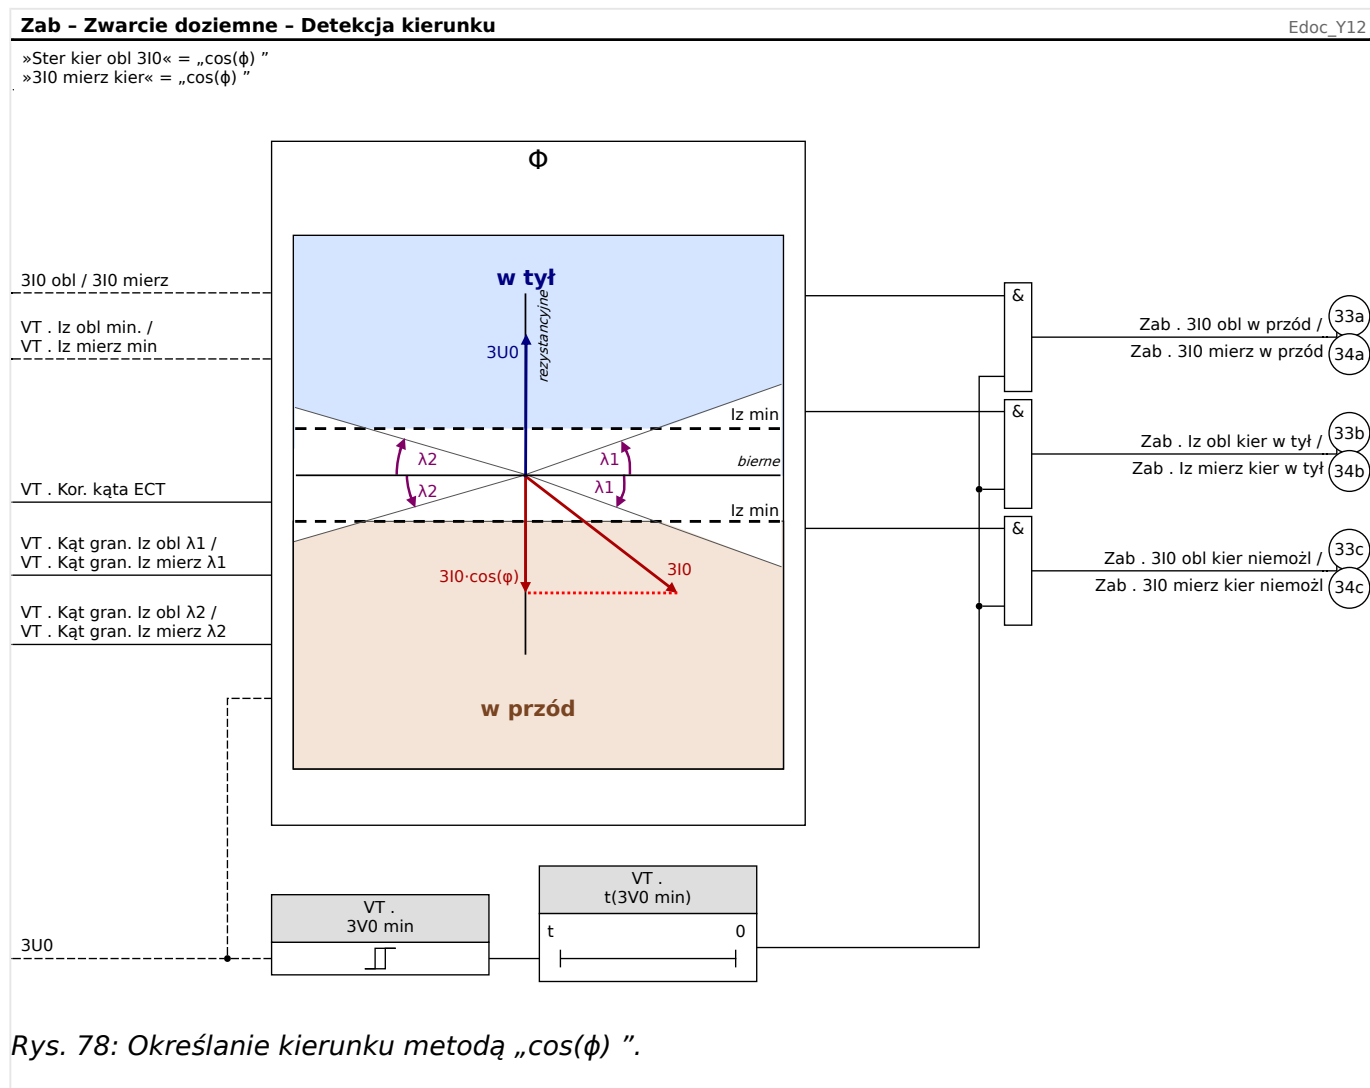 Zab – Zwarcie doziemne – Detekcja kierunku
Edoc_Y12
»Ster kier obl 3I0« = „cos(ϕ) ”
»3I0 mierz kier« = „cos(ϕ) ”
Φ
3I0 obl / 3I0 mierz
VT . Iz obl min. /
VT . Iz mierz min
VT . Kor. kąta ECT
VT . Kąt gran. Iz obl λ1 /
VT . Kąt gran. Iz mierz λ1
VT . Kąt gran. Iz obl λ2 /
VT . Kąt gran. Iz mierz λ2
3U0
w tył
rezystancyjne
3U0
Iz min
λ2
λ1
bierne
λ2
λ1
Iz min
3I0·cos(φ)
3I0
w przód
&
Zab . 3I0 obl w przód /
33a
Zab . 3I0 mierz w przód
34a
&
Zab . Iz obl kier w tył /
33b
Zab . Iz mierz kier w tył
34b
&
Zab . 3I0 obl kier niemożl /
33c
Zab . 3I0 mierz kier niemożl
34c
VT .
3V0 min
VT .
t(3V0 min)
t
0
Rys. 78: Określanie kierunku metodą „cos(ϕ) ”.